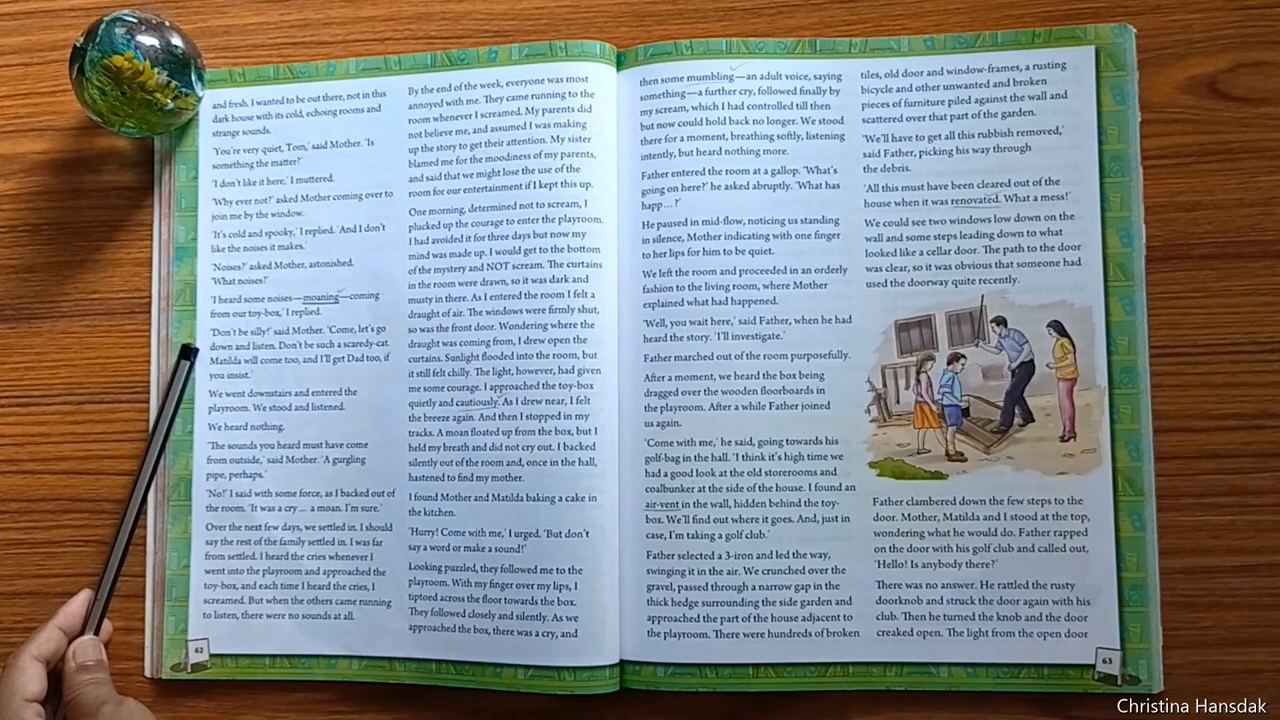 and fresh. I wanted to be out there, not in this
dark house with its cold, echoing rooms and
strange sounds.
'You're very quiet, Tom,' said Mother. 'Is
something the matter?'
'I don't like it here,' I muttered.
'Why ever not?' asked Mother coming over to
join me by the window.
'It's cold and spooky,' I replied. 'And I don't
like the noises it makes.'
'Noises?' asked Mother, astonished.
'What noises?'
'I heard some noises—moaning—coming
from our toy-box,' I replied.
'Don't be silly!' said Mother. 'Come, let's go
down and listen. Don't be such a scaredy-cat.
Matilda will come too, and I'll get Dad too, if
you insist.'
We went downstairs and entered the
playroom. We stood and listened.
We heard nothing.
'The sounds you heard must have come
from outside,' said Mother. 'A gurgling
pipe, perhaps.'
'No!' I said with some force, as I backed out of
the room. 'It was a cry... a moan. I'm sure.'
Over the next few days, we settled in. I should
say the rest of the family settled in. I was far
from settled. I heard the cries whenever I
went into the playroom and approached the
toy-box, and each time I heard the cries, I
screamed. But when the others came running
to listen, there were no sounds at all.
62
By the end of the week, everyone was most
annoyed with me. They came running to the
room whenever I screamed. My parents did
not believe me, and assumed I was making
up the story to get their attention. My sister
blamed me for the moodiness of my parents,
and said that we might lose the use of the
room for our entertainment if I kept this up.
One morning, determined not to scream, I
plucked up the courage to enter the playroom.
I had avoided it for three days but now my
mind was made up. I would get to the bottom
of the mystery and NOT scream. The curtains
in the room were drawn, so it was dark and
musty in there. As I entered the room I felt a
draught of air. The windows were firmly shut,
so was the front door. Wondering where the
draught was coming from, I drew open the
curtains. Sunlight flooded into the room, but
it still felt chilly. The light, however, had given
me some courage. I approached the toy-box
quietly and cautiously. As I drew near, I felt
the breeze again. And then I stopped in my
tracks. A moan floated up from the box, but I
held my breath and did not cry out. I backed
silently out of the room and, once in the hall,
hastened to find my mother.
I found Mother and Matilda baking a cake in
the kitchen.
'Hurry! Come with me,' I urged. 'But don't
say a word or make a sound!'
Looking puzzled, they followed me to the
playroom. With my finger over my lips, I
tiptoed across the floor towards the box.
They followed closely and silently. As we
approached the box, there was a cry, and
then some mumbling—an adult voice, saying
something—a further cry, followed finally by
my scream, which I had controlled till then
but now could hold back no longer. We stood
there for a moment, breathing softly, listening
intently, but heard nothing more.
Father entered the room at a gallop. 'What's
going on here?' he asked abruptly. 'What has
happ...?'
He paused in mid-flow, noticing us standing
in silence, Mother indicating with one finger
to her lips for him to be quiet.
We left the room and proceeded in an orderly
fashion to the living room, where Mother
explained what had happened.
'Well, you wait here,' said Father, when he had
heard the story. 'I'll investigate.'
Father marched out of the room purposefully.
After a moment, we heard the box being
dragged over the wooden floorboards in
the playroom. After a while Father joined
us again.
'Come with me,' he said, going towards his
golf-bag in the hall. 'I think it's high time we
had a good look at the old storerooms and
coalbunker at the side of the house. I found an
air-vent in the wall, hidden behind the toy-
box. We'll find out where it goes. And, just in
case, I'm taking a golf club.'
Father selected a 3-iron and led the way,
swinging it in the air. We crunched over the
gravel, passed through a narrow gap in the
thick hedge surrounding the side garden and
approached the part of the house adjacent to
the playroom. There were hundreds of broken
tiles, old door and window-frames, a rusting
bicycle and other unwanted and broken
pieces of furniture piled against the wall and
scattered over that part of the garden.
'We'll have to get all this rubbish removed,'
said Father, picking his way through
the debris.
'All this must have been cleared out of the
house when it was renovated. What a mess!'
We could see two windows low down on the
wall and some steps leading down to what
looked like a cellar door. The path to the door
was clear, so it was obvious that someone had
used the doorway quite recently.
Father clambered down the few steps to the
door. Mother, Matilda and I stood at the top,
wondering what he would do. Father rapped
on the door with his golf club and called out,
'Hello! Is anybody there?'
There was no answer. He rattled the rusty
doorknob and struck the door again with his
club. Then he turned the knob and the door
creaked open. The light from the open door
63
Christina Hansdak